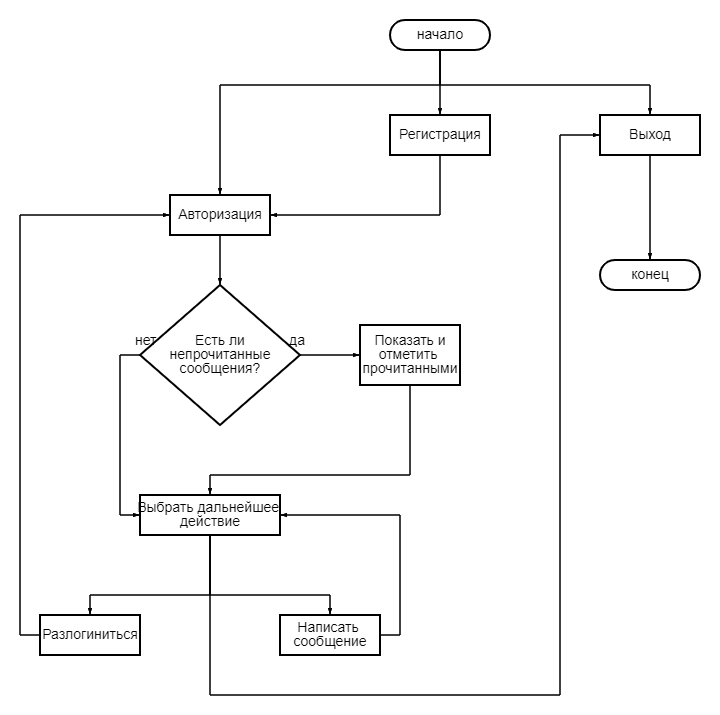 начало
Регистрация
Выход
Авторизация
конец
нет
Есть ли
непрочитанные
сообщения?
да
Показать и
отметить
прочитанными
Выбрать дальнейшее
действие
Разлогиниться
Написать
сообщение